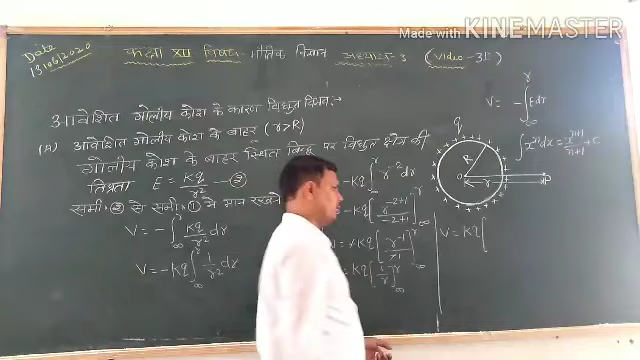 Made with KINEMASTER
Date
13/06/2020
कक्षा XII विषय भौतिक विज्ञान अध्याय-3 (Video-31)
आवेशित गोलीय कोश के कारण विद्युत विभव:-
(A) आवेशित गोलीय कोश के बाहर (r>R)
गोलीय कोश के बाहर स्थित बिन्दु पर विद्युत क्षेत्र की
तिव्रता E = Kq/r² —②
समी. ② से समी. ① में मान रखने
V = -∫∞^r Kq/r² dr
V = -Kq ∫∞^r 1/r² dr
-Kq ∫∞^r r⁻² dr
-Kq [r^(-2+1)/(-2+1)]∞^r
= +Kq [r⁻¹/+1]∞^r
= Kq [1/r]∞^r
V = -∫∞^r E dr
∫xⁿ dx = x^(n+1)/(n+1) + C
q
R
O
r
P
V = Kq [